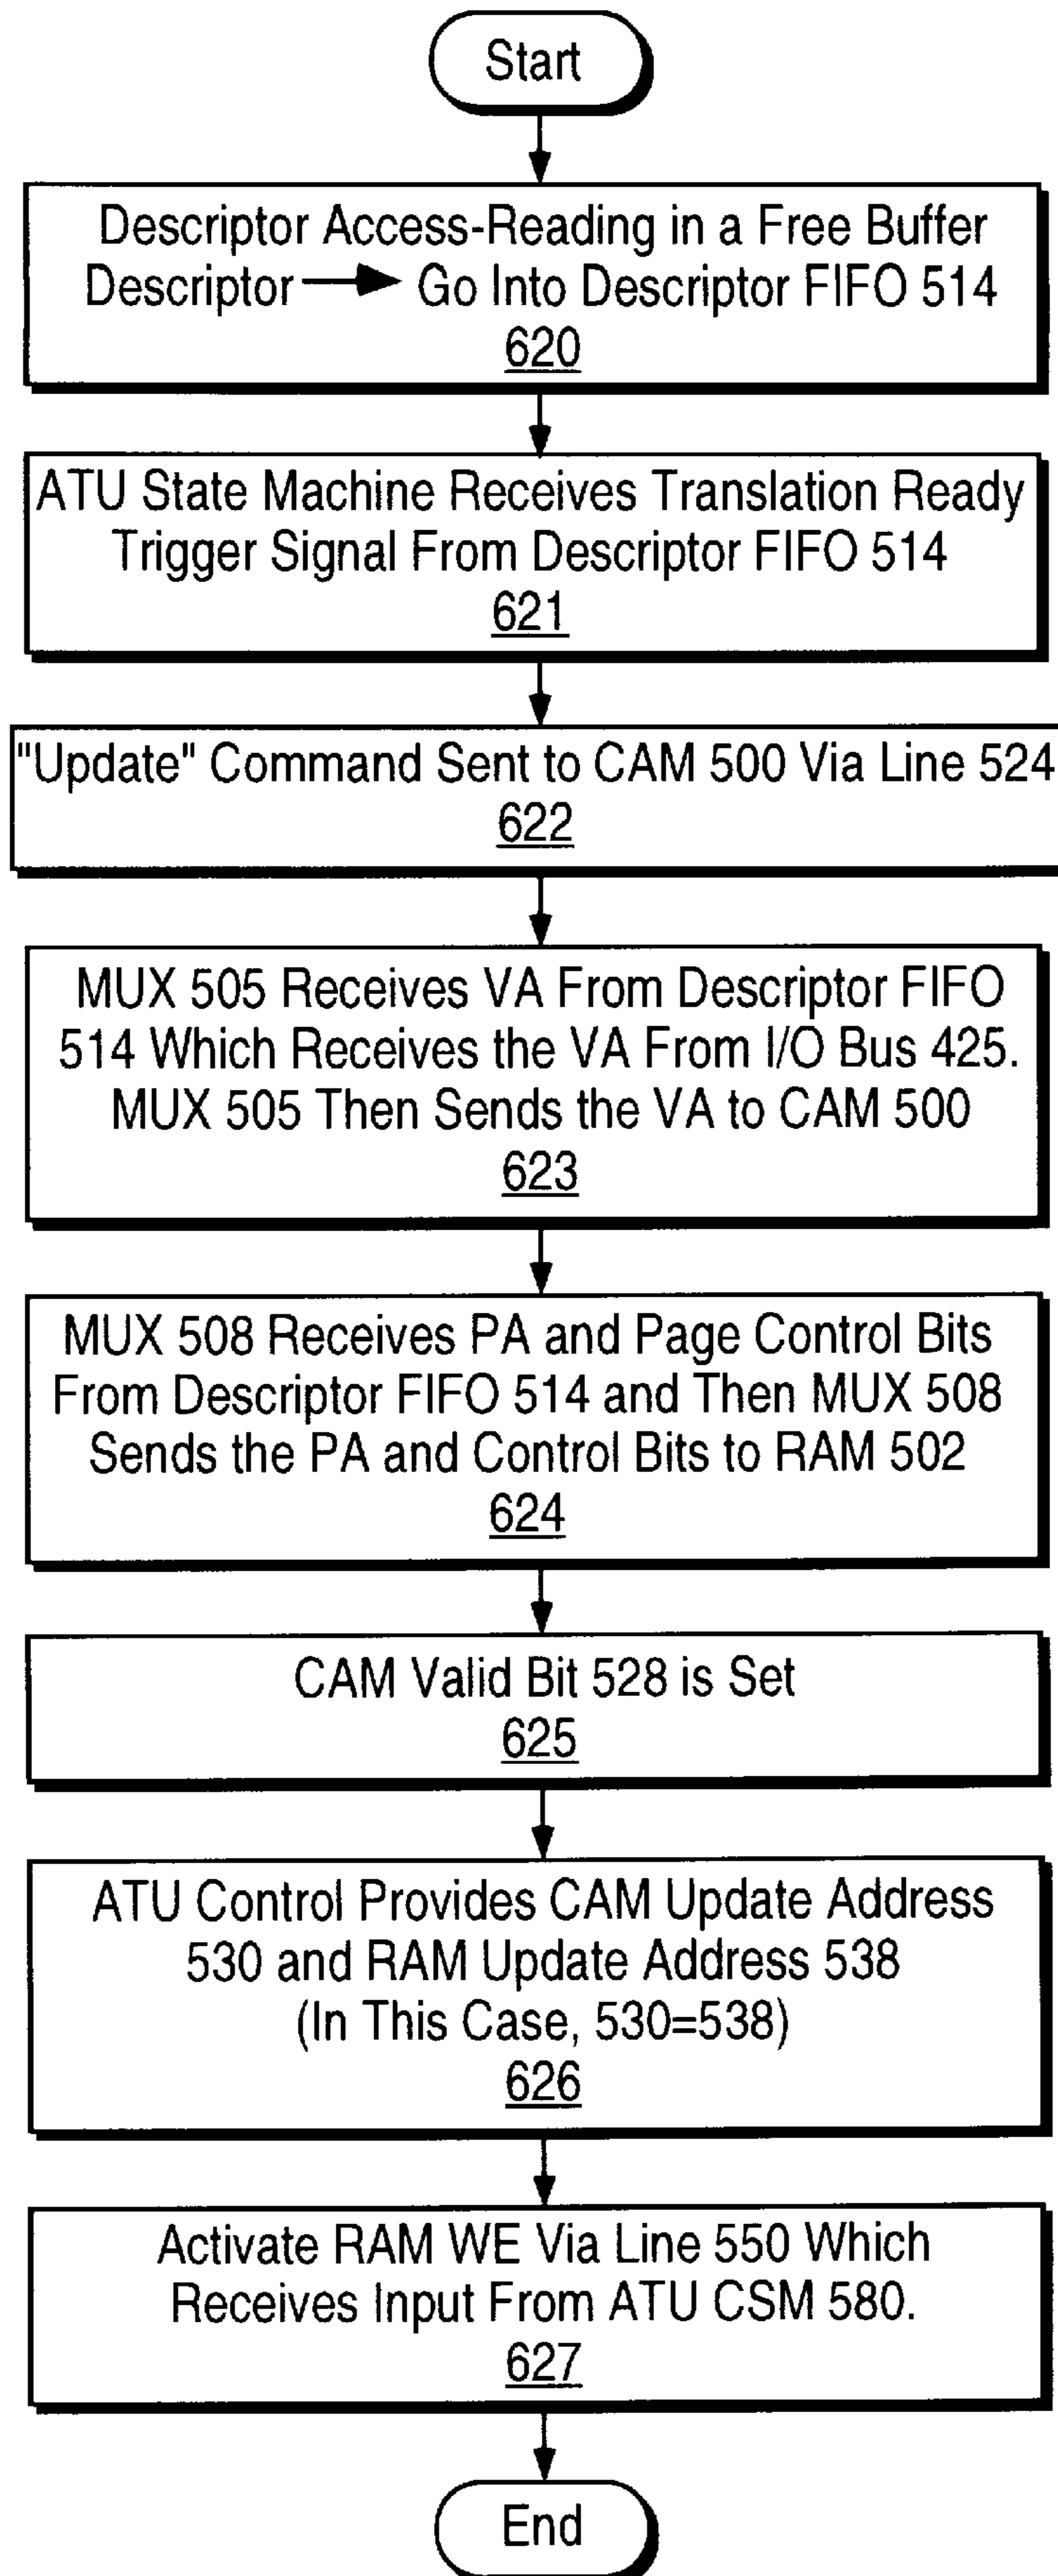 Start
Descriptor Access-Reading in a Free Buffer
Descriptor → Go Into Descriptor FIFO 514
620
ATU State Machine Receives Translation Ready
Trigger Signal From Descriptor FIFO 514
621
"Update" Command Sent to CAM 500 Via Line 524
622
MUX 505 Receives VA From Descriptor FIFO
514 Which Receives the VA From I/O Bus 425.
MUX 505 Then Sends the VA to CAM 500
623
MUX 508 Receives PA and Page Control Bits
From Descriptor FIFO 514 and Then MUX 508
Sends the PA and Control Bits to RAM 502
624
CAM Valid Bit 528 is Set
625
ATU Control Provides CAM Update Address
530 and RAM Update Address 538
(In This Case, 530=538)
626
Activate RAM WE Via Line 550 Which
Receives Input From ATU CSM 580.
627
End